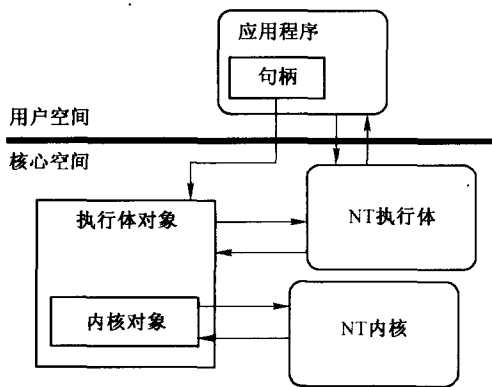 应用程序
句柄
用户空间
核心空间
执行体对象
NT执行体
内核对象
NT内核